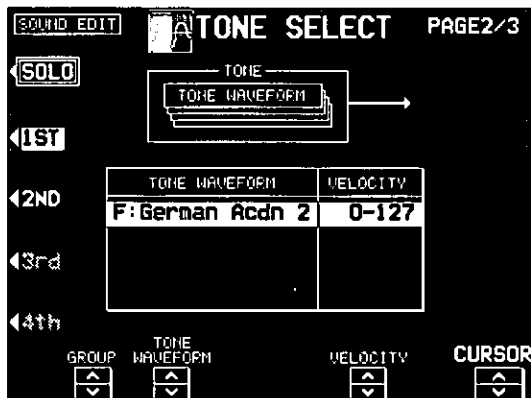 SOUND EDIT TONE SELECT PAGE2/3
SOLO
TONE
TONE WAVEFORM
1ST
TONE WAVEFORM VELOCITY
2ND
F:German Acdn 2 0-127
3rd
4th
GROUP TONE WAVEFORM VELOCITY CURSOR